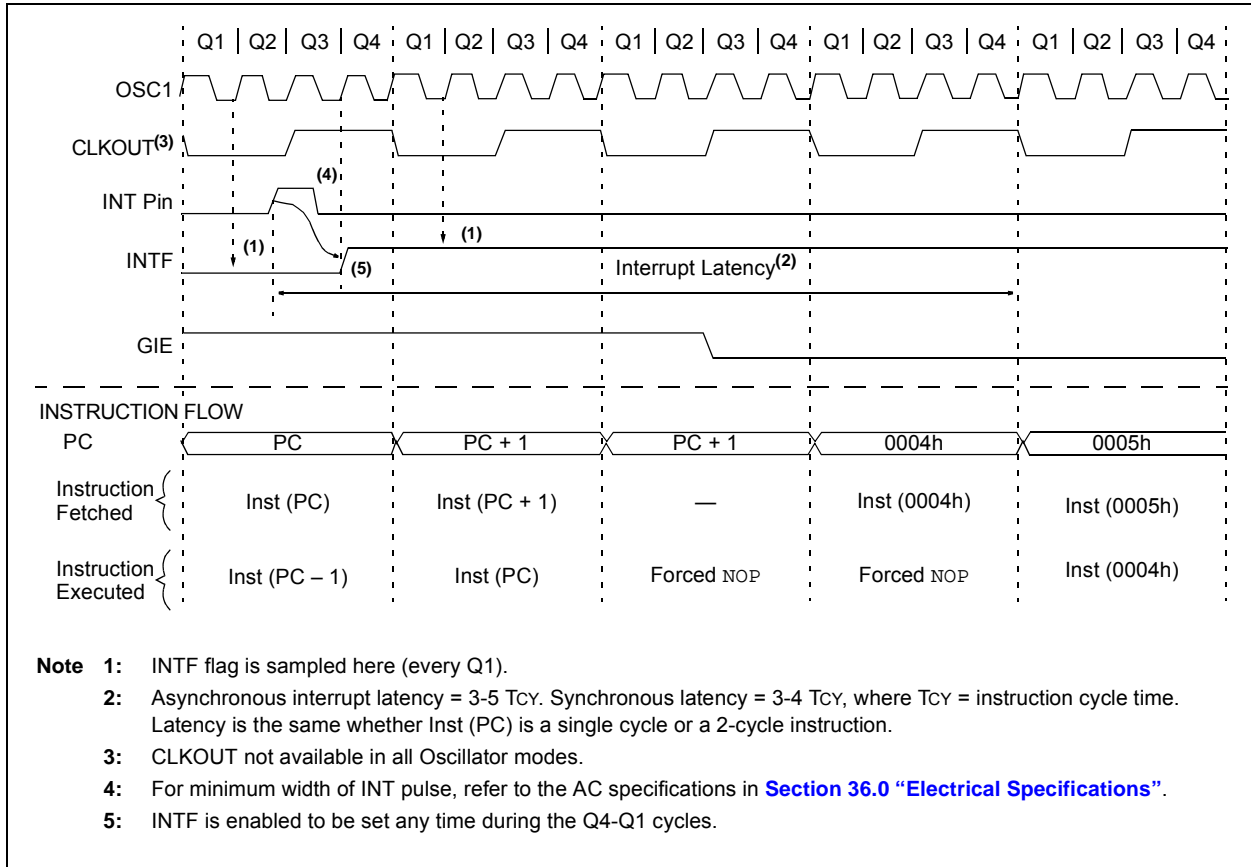 Q1 | Q2 | Q3 | Q4 Q1 | Q2 | Q3 | Q4 Q1 | Q2 | Q3 | Q4 Q1 | Q2 | Q3 | Q4 Q1 | Q2 | Q3 | Q4
OSC1
CLKOUT(3)
(4)
INT Pin
(1) (1)
INTF (5) Interrupt Latency(2)
GIE
INSTRUCTION FLOW
PC PC PC + 1 PC + 1 0004h 0005h
Instruction Fetched Inst (PC) Inst (PC + 1) — Inst (0004h) Inst (0005h)
Instruction Executed Inst (PC – 1) Inst (PC) Forced NOP Forced NOP Inst (0004h)
Note 1: INTF flag is sampled here (every Q1).
2: Asynchronous interrupt latency = 3-5 TCY. Synchronous latency = 3-4 TCY, where TCY = instruction cycle time.
Latency is the same whether Inst (PC) is a single cycle or a 2-cycle instruction.
3: CLKOUT not available in all Oscillator modes.
4: For minimum width of INT pulse, refer to the AC specifications in Section 36.0 “Electrical Specifications”.
5: INTF is enabled to be set any time during the Q4-Q1 cycles.